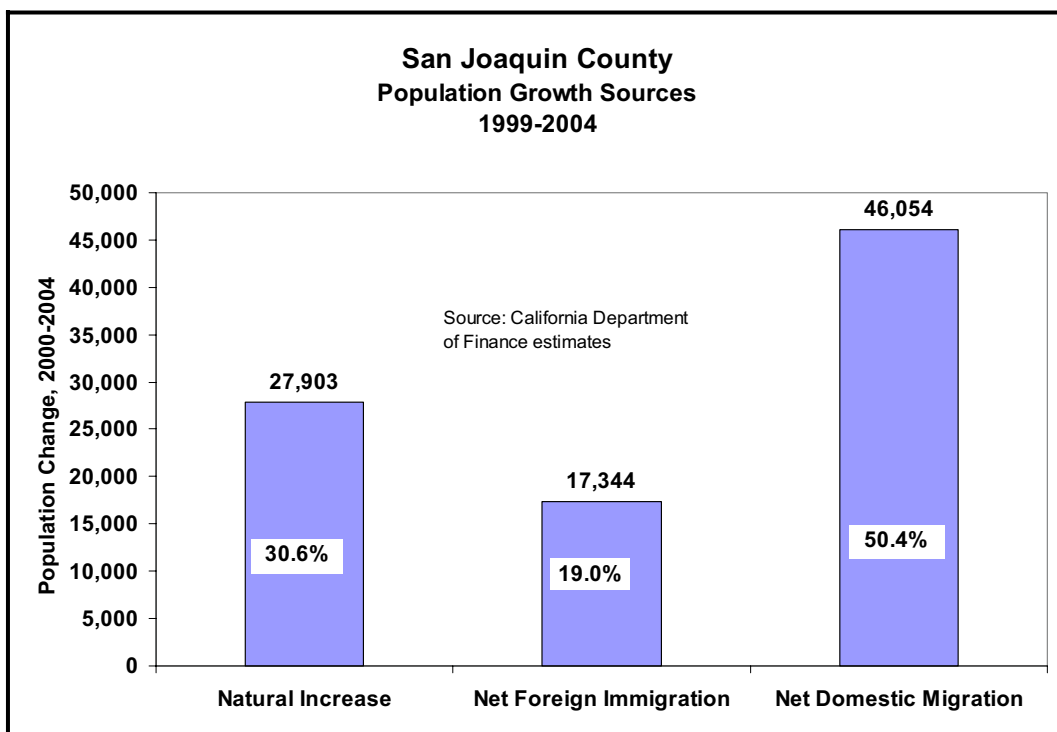 San Joaquin County
Population Growth Sources
1999-2004
Population Change, 2000-2004
50,000
45,000
40,000
35,000
30,000
25,000
20,000
15,000
10,000
5,000
0
46,054
Source: California Department
of Finance estimates
27,903
17,344
30.6%
19.0%
50.4%
Natural Increase
Net Foreign Immigration
Net Domestic Migration